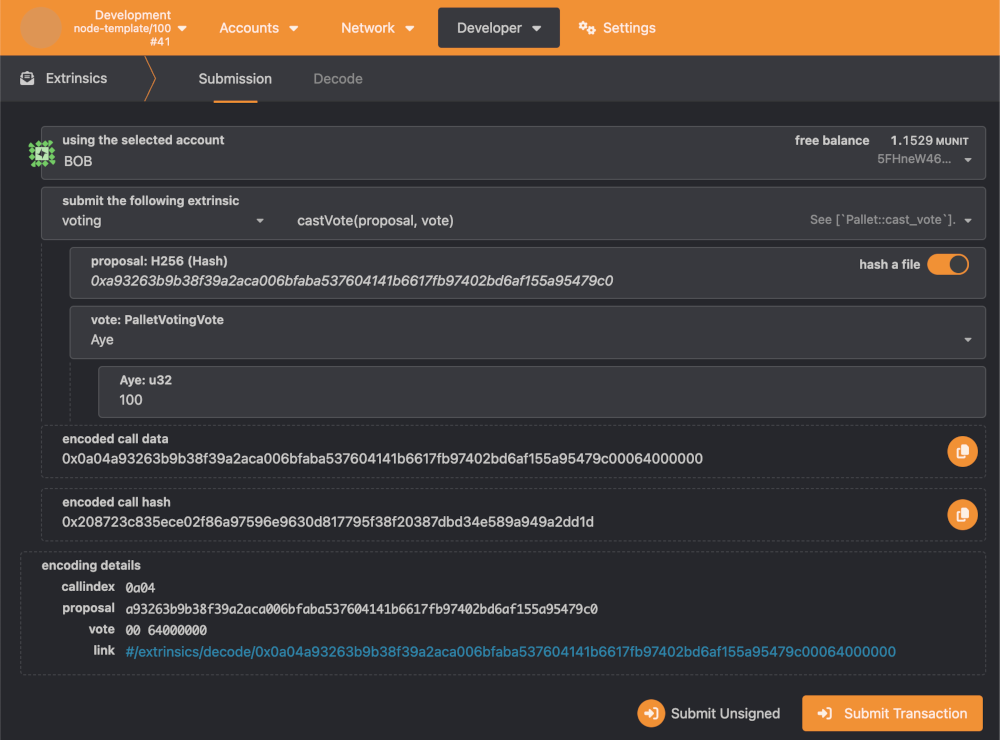 Development
node-template/100
#41
Accounts
Network
Developer
Settings
Extrinsics
Submission
Decode
using the selected account
BOB
free balance 1.1529 MUNIT
5FHneW46...
submit the following extrinsic
voting
castVote(proposal, vote)
See [`Pallet::cast_vote`].
proposal: H256 (Hash)
0xa93263b9b38f39a2aca006bfaba537604141b6617fb97402bd6af155a95479c0
hash a file
vote: PalletVotingVote
Aye
Aye: u32
100
encoded call data
0x0a04a93263b9b38f39a2aca006bfaba537604141b6617fb97402bd6af155a95479c00064000000
encoded call hash
0x208723c835ece02f86a97596e9630d817795f38f20387dbd34e589a949a2dd1d
encoding details
callindex 0a04
proposal a93263b9b38f39a2aca006bfaba537604141b6617fb97402bd6af155a95479c0
vote 00 64000000
link #/extrinsics/decode/0x0a04a93263b9b38f39a2aca006bfaba537604141b6617fb97402bd6af155a95479c00064000000
Submit Unsigned
Submit Transaction